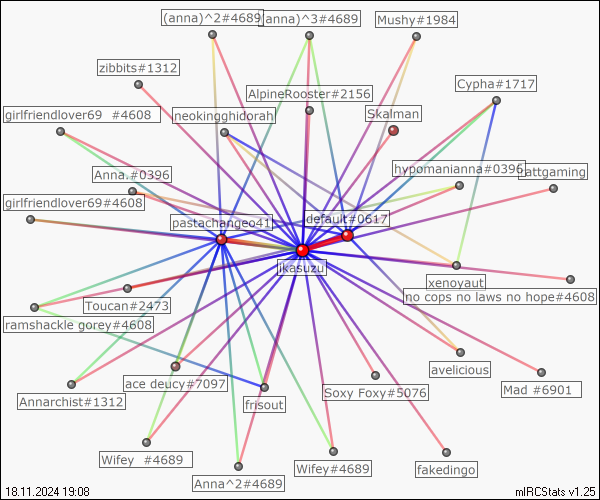 (anna)^2#4689
(anna)^3#4689
Mushy#1984
zibbits#1312
AlpineRooster#2156
Cypha#1717
girlfriendlover69 #4608
neokingghidorah
Skalman
Anna.#0396
hypomanianna#0396
rattgaming
girlfriendlover69#4608
pastachangeo41
default#0617
ikasuzu
xenoyaut
no cops no laws no hope#4608
Toucan#2473
ramshackle gorey#4608
avelicious
ace deucy#7097
Soxy Foxy#5076
Mad #6901
Annarchist#1312
frisout
Wifey #4689
Wifey#4689
fakedingo
Anna^2#4689
18.11.2024 19:08
mIRCStats v1.25